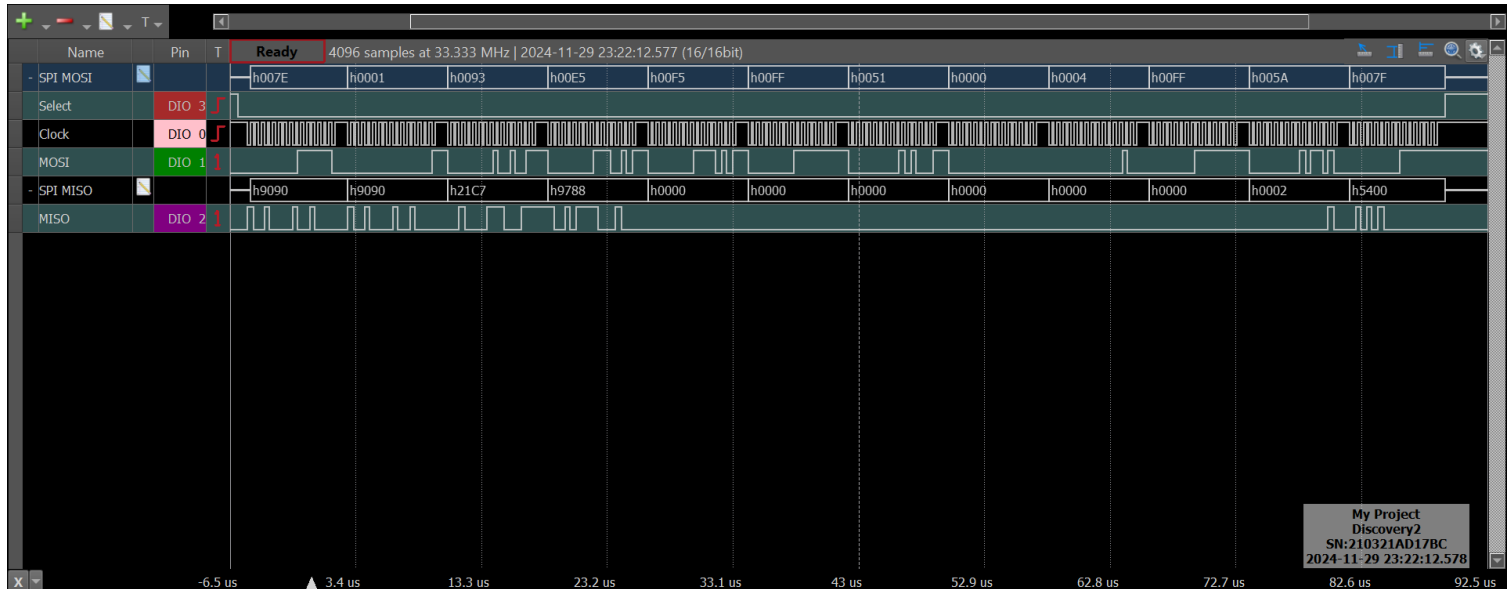 T
Name Pin T Ready 4096 samples at 33.333 MHz | 2024-11-29 23:22:12.577 (16/16bit)
- SPI MOSI h007E h0001 h0093 h00E5 h00F5 h00FF h0051 h0000 h0004 h00FF h005A h007F
Select DIO 3
Clock DIO 0
MOSI DIO 1
- SPI MISO h9090 h9090 h21C7 h9788 h0000 h0000 h0000 h0000 h0000 h0000 h0002 h5400
MISO DIO 2
My Project
Discovery2
SN:210321AD17BC
2024-11-29 23:22:12.578
X -6.5 us 3.4 us 13.3 us 23.2 us 33.1 us 43 us 52.9 us 62.8 us 72.7 us 82.6 us 92.5 us